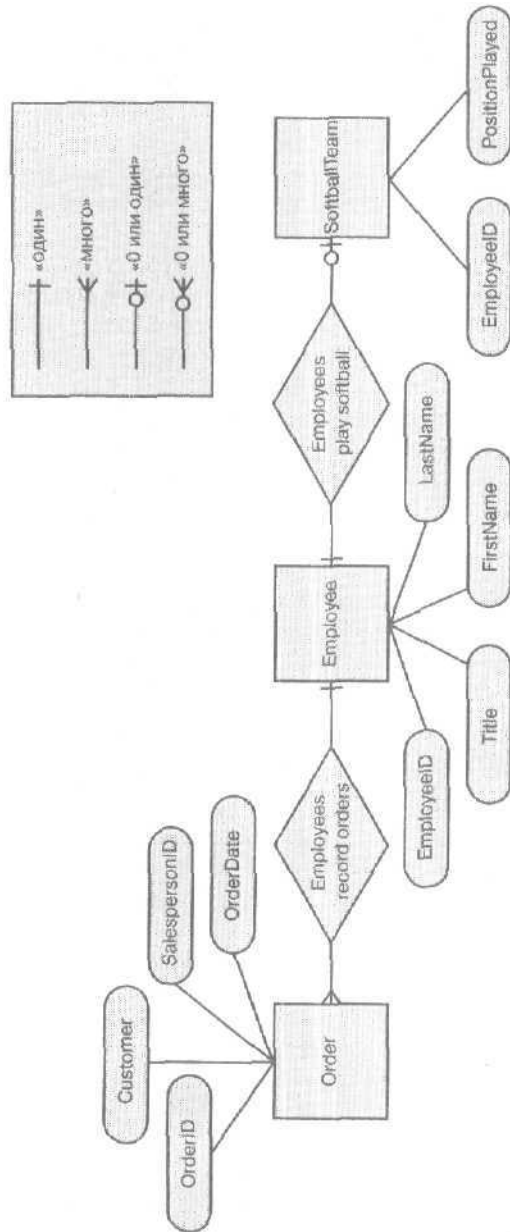 «один»
«много»
«0 или один»
«0 или много»
OrderID
Customer
SalespersonID
OrderDate
Order
Employees
record orders
Employee
Employees
play softball
SoftballTeam
EmployeeID
Title
FirstName
LastName
EmployeeID
PositionPlayed